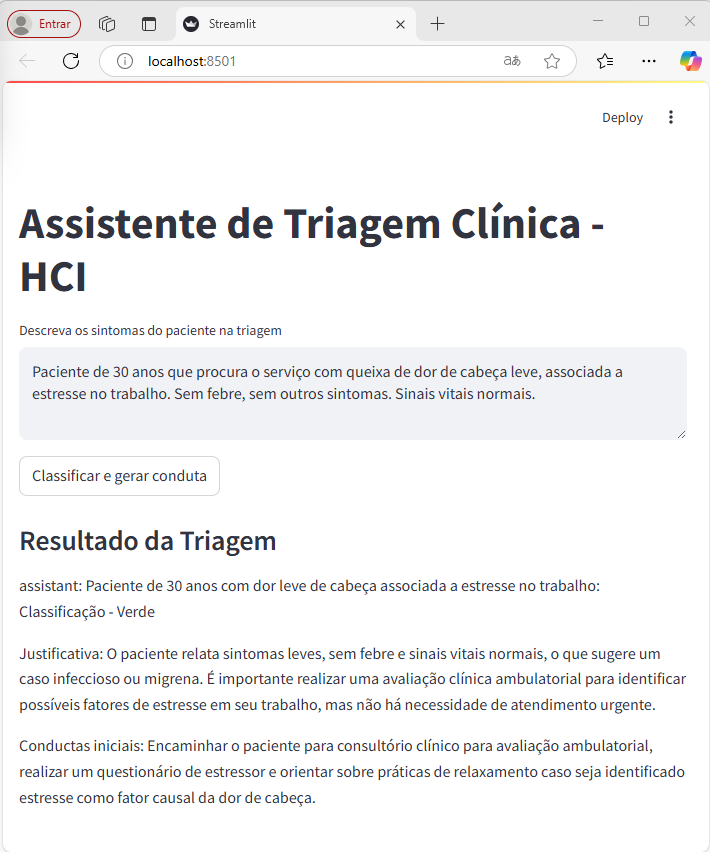 Entrar
Streamlit
localhost:8501
aあ
Deploy
Assistente de Triagem Clínica -
HCI
Descreva os sintomas do paciente na triagem
Paciente de 30 anos que procura o serviço com queixa de dor de cabeça leve, associada a
estresse no trabalho. Sem febre, sem outros sintomas. Sinais vitais normais.
Classificar e gerar conduta
Resultado da Triagem
assistant: Paciente de 30 anos com dor leve de cabeça associada a estresse no trabalho:
Classificação - Verde
Justificativa: O paciente relata sintomas leves, sem febre e sinais vitais normais, o que sugere um
caso infeccioso ou migrena. É importante realizar uma avaliação clínica ambulatorial para identificar
possíveis fatores de estresse em seu trabalho, mas não há necessidade de atendimento urgente.
Conductas iniciais: Encaminhar o paciente para consultório clínico para avaliação ambulatorial,
realizar um questionário de estressor e orientar sobre práticas de relaxamento caso seja identificado
estresse como fator causal da dor de cabeça.